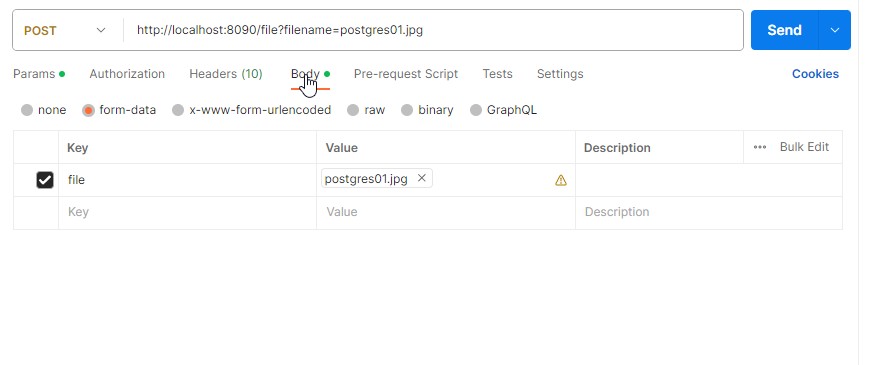 POST http://localhost:8090/file?filename=postgres01.jpg Send
Params Authorization Headers (10) Body Pre-request Script Tests Settings Cookies
none form-data x-www-form-urlencoded raw binary GraphQL
Key Value Description ••• Bulk Edit
file postgres01.jpg ×
Key Value Description